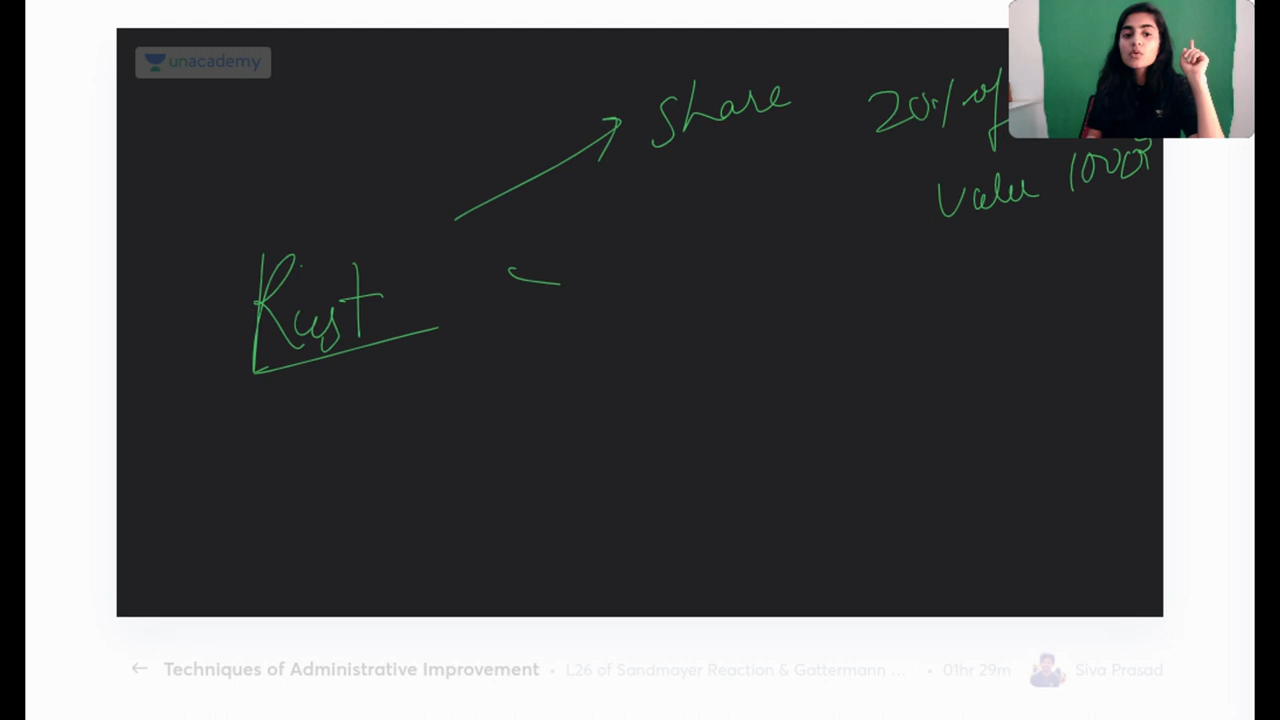 unacademy
Share 20% of
Value 1000
Techniques of Administrative Improvement • L26 of Sandmayer Reaction & Gattermann ... • 01hr 29m Siva Prasad